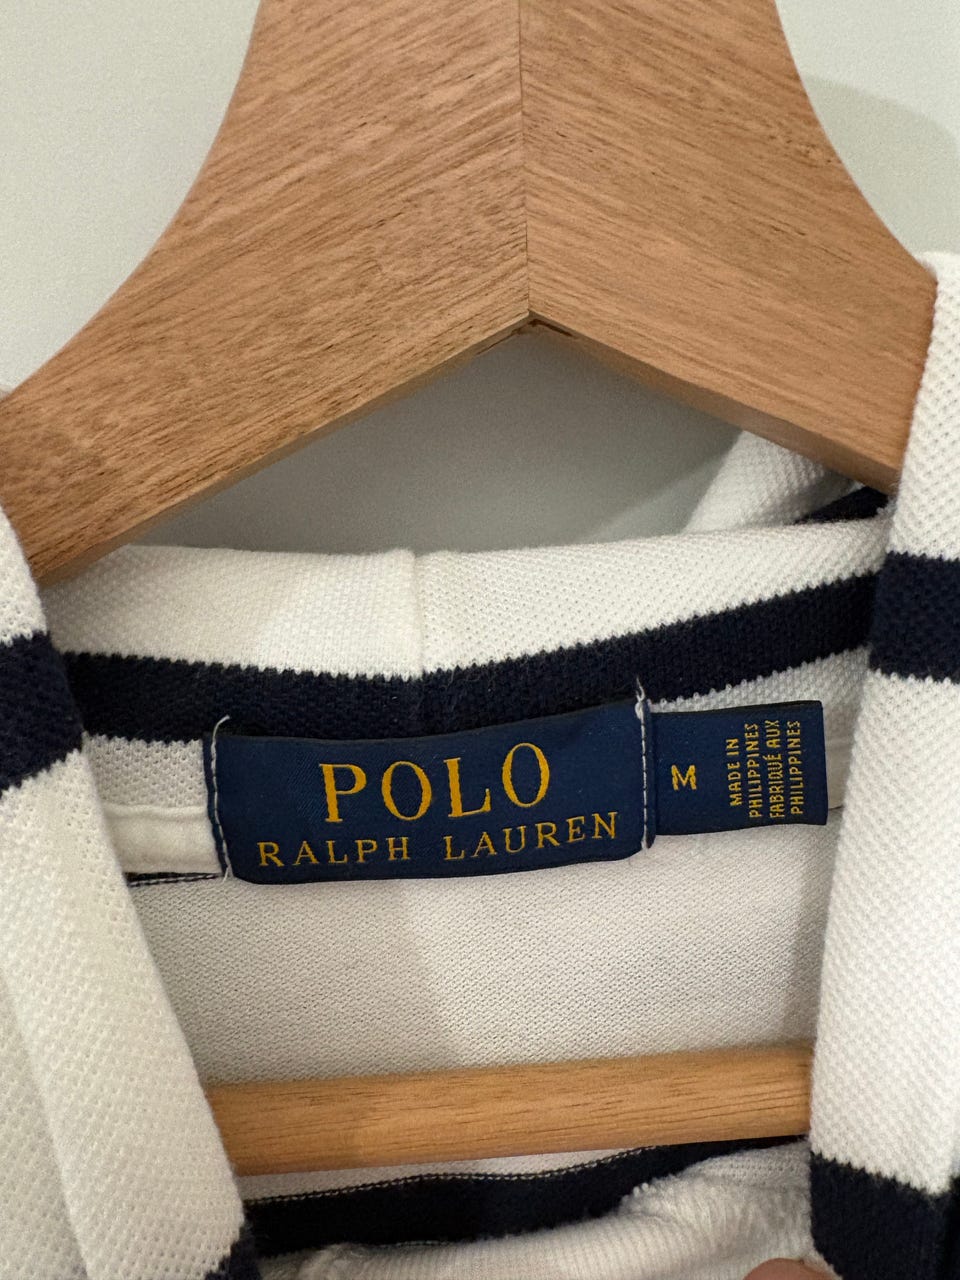 POLO
RALPH LAUREN
M
MADE IN
PHILIPPINES
FABRIQUÉ AUX
PHILIPPINES